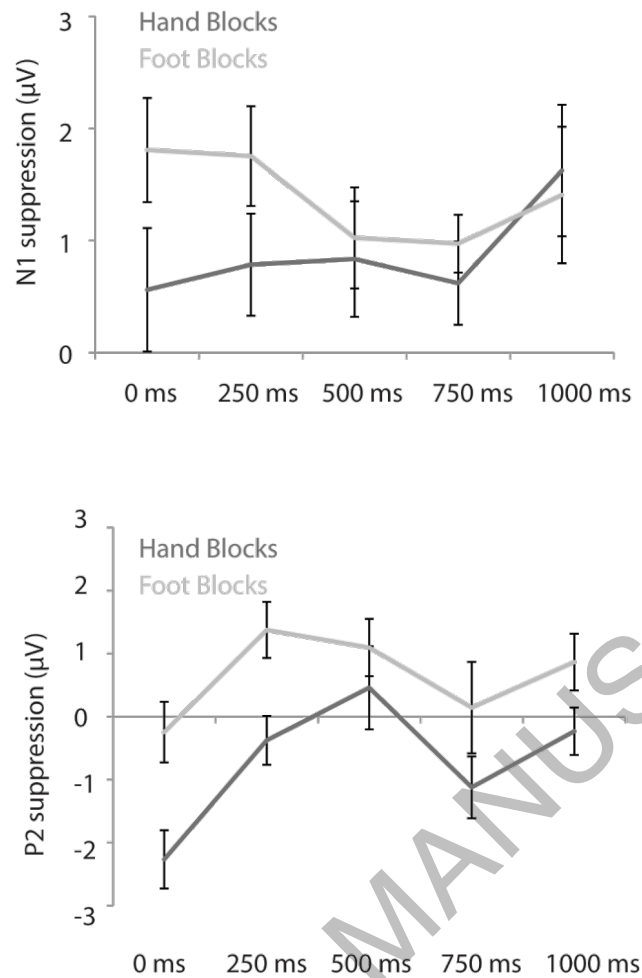 3
Hand Blocks
Foot Blocks
2
N1 suppression (μV)
1
0
0 ms 250 ms 500 ms 750 ms 1000 ms
3
Hand Blocks
2
Foot Blocks
1
P2 suppression (μV)
0
-1
-2
-3
0 ms 250 ms 500 ms 750 ms 1000 ms
MANUS